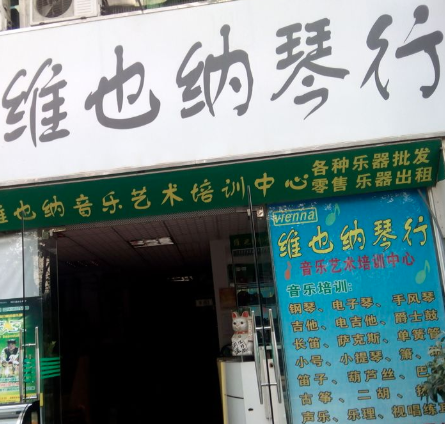 维也纳琴行
维也纳音乐艺术培训中心
各种乐器批发
零售 乐器出租
vienna
维也纳琴行
音乐艺术培训中心
音乐培训:
钢琴、电子琴、手风琴
吉他、电吉他、爵士鼓
长笛、萨克斯、单簧管
小号、小提琴、箫、
笛子、葫芦丝、巴
古筝、二胡、
声乐、乐理、视唱练